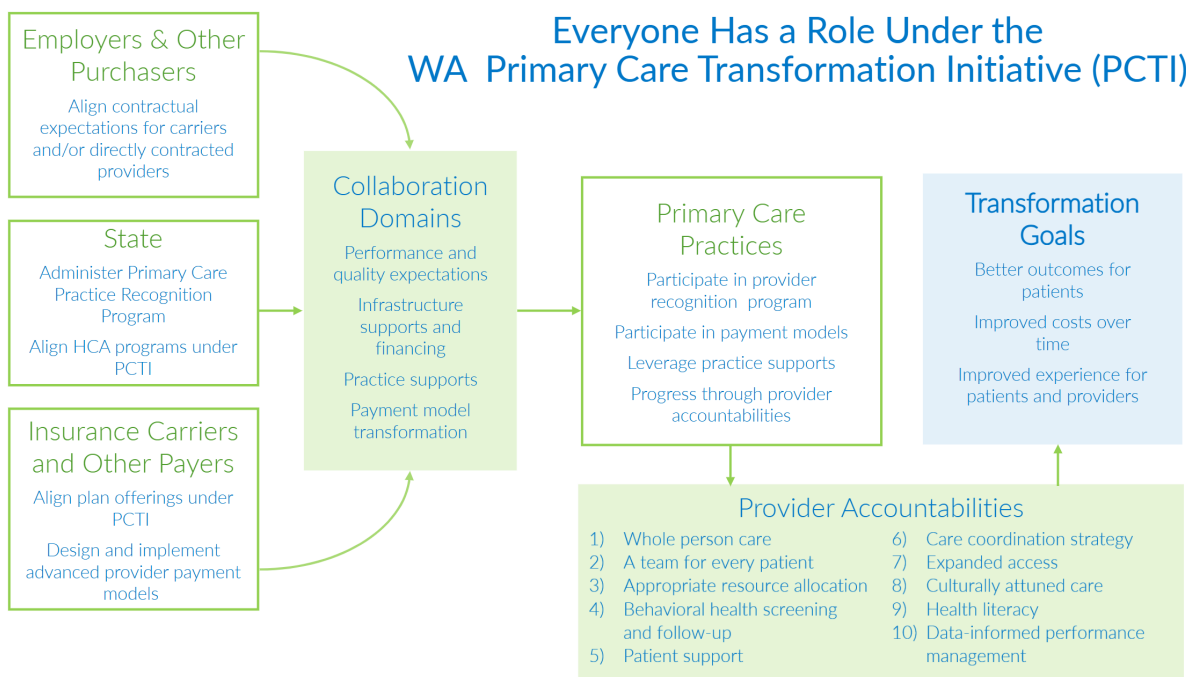 Everyone Has a Role Under the
WA Primary Care Transformation Initiative (PCTI)
Employers & Other
Purchasers
Align contractual
expectations for carriers
and/or directly contracted
providers
State
Administer Primary Care
Practice Recognition
Program
Align HCA programs under
PCTI
Insurance Carriers
and Other Payers
Align plan offerings under
PCTI
Design and implement
advanced provider payment
models
Collaboration
Domains
Performance and
quality expectations
Infrastructure
supports and
financing
Practice supports
Payment model
transformation
Primary Care
Practices
Participate in provider
recognition program
Participate in payment models
Leverage practice supports
Progress through provider
accountabilities
Transformation
Goals
Better outcomes for
patients
Improved costs over
time
Improved experience for
patients and providers
Provider Accountabilities
1) Whole person care
2) A team for every patient
3) Appropriate resource allocation
4) Behavioral health screening
and follow-up
5) Patient support
6) Care coordination strategy
7) Expanded access
8) Culturally attuned care
9) Health literacy
10) Data-informed performance
management